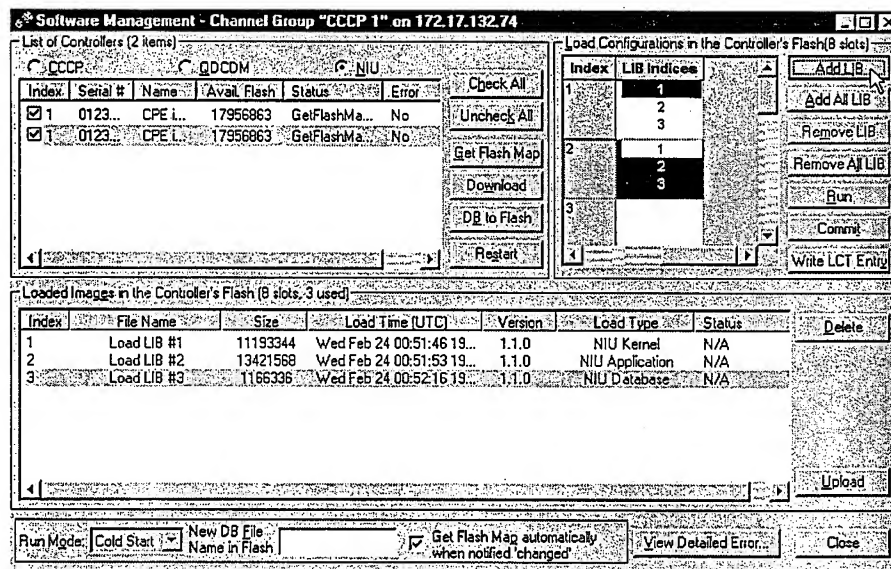 Software Management - Channel Group "CCCP 1" on 172.17.132.74
List of Controllers (2 items)
CCCP QDCDM NIU
Index Serial # Name Avail. Flash Status Error
1 0123... CPE i... 17956863 GetFlashMa... No
1 0123... CPE i... 17956863 GetFlashMa... No
Check All
Uncheck All
Get Flash Map
Download
DB to Flash
Restart
Load Configurations in the Controller's Flash(8 slots)
Index LIB Indices
1 1
2
3
2 1
2
3
3
Add LIB
Add All LIB
Remove LIB
Remove All LIB
Run
Commit
Write LCT Entry
Loaded Images in the Controller's Flash (8 slots, 3 used)
Index File Name Size Load Time (UTC) Version Load Type Status
1 Load LIB #1 11193344 Wed Feb 24 00:51:46 19... 1.1.0 NIU Kernel N/A
2 Load LIB #2 13421568 Wed Feb 24 00:51:53 19... 1.1.0 NIU Application N/A
3 Load LIB #3 1166336 Wed Feb 24 00:52:16 19... 1.1.0 NIU Database N/A
Delete
Upload
Run Mode: Cold Start
New DB File
Name in Flash
Get Flash Map automatically
when notified 'changed'
View Detailed Error...
Close